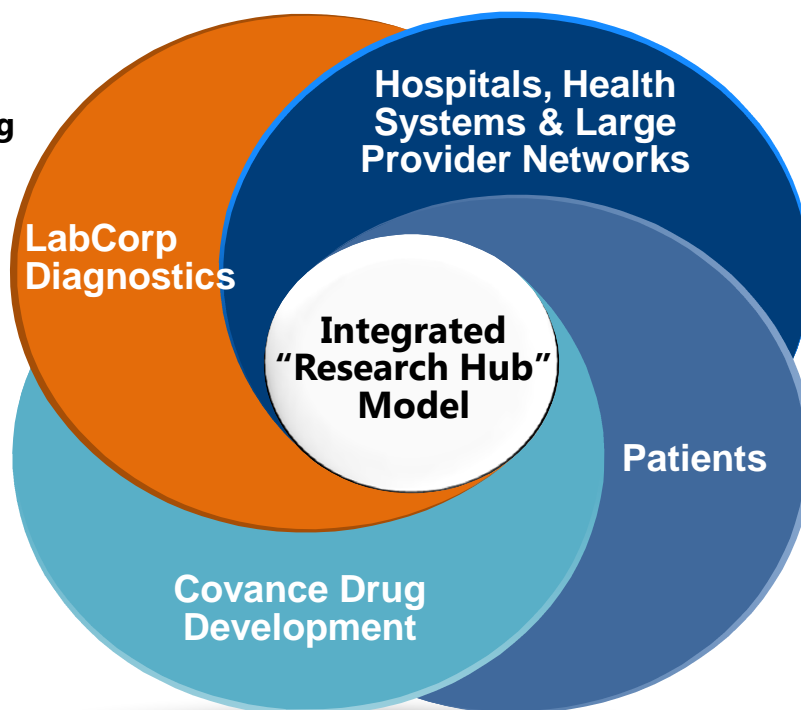 g
Hospitals, Health
Systems & Large
Provider Networks
LabCorp
Diagnostics
Integrated
“Research Hub”
Model
Patients
Covance Drug
Development